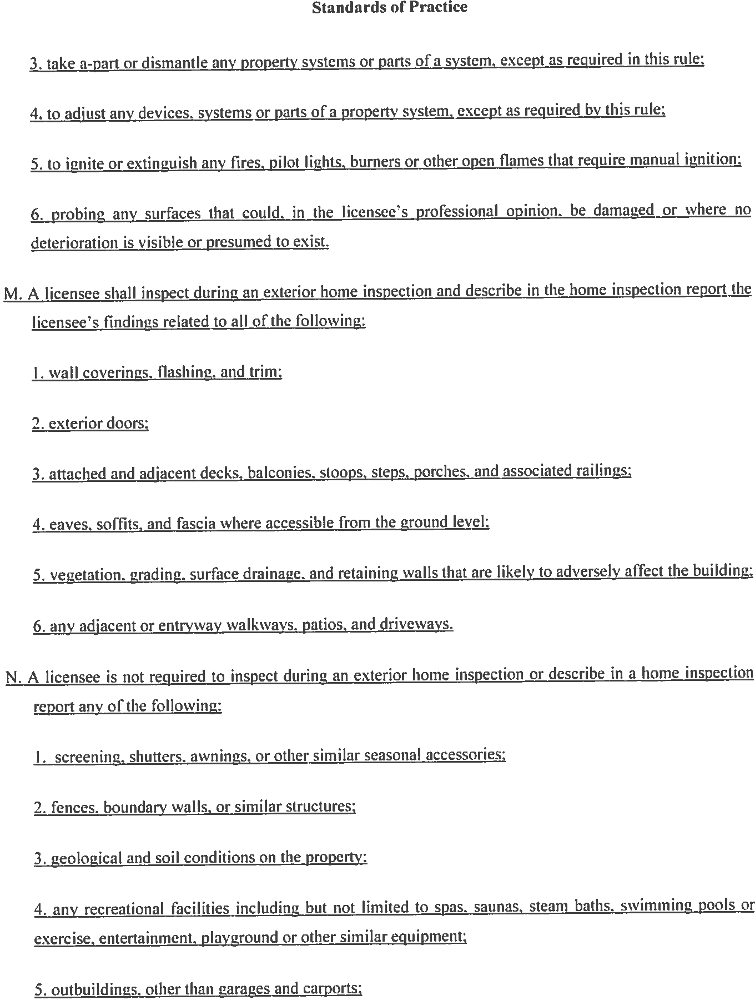 Standards of Practice
3. take a-part or dismantle any property systems or parts of a system, except as required in this rule;
4. to adjust any devices, systems or parts of a property system, except as required by this rule;
5. to ignite or extinguish any fires, pilot lights, burners or other open flames that require manual ignition;
6. probing any surfaces that could, in the licensee's professional opinion, be damaged or where no
deterioration is visible or presumed to exist.
M. A licensee shall inspect during an exterior home inspection and describe in the home inspection report the
licensee's findings related to all of the following:
1. wall coverings, flashing, and trim;
2. exterior doors;
3. attached and adjacent decks, balconies, stoops, steps, porches, and associated railings;
4. eaves, soffits, and fascia where accessible from the ground level;
5. vegetation, grading, surface drainage, and retaining walls that are likely to adversely affect the building;
6. any adjacent or entryway walkways, patios, and driveways.
N. A licensee is not required to inspect during an exterior home inspection or describe in a home inspection
report any of the following:
1. screening, shutters, awnings, or other similar seasonal accessories;
2. fences, boundary walls, or similar structures;
3. geological and soil conditions on the property;
4. any recreational facilities including but not limited to spas, saunas, steam baths, swimming pools or
exercise, entertainment, playground or other similar equipment;
5. outbuildings, other than garages and carports;